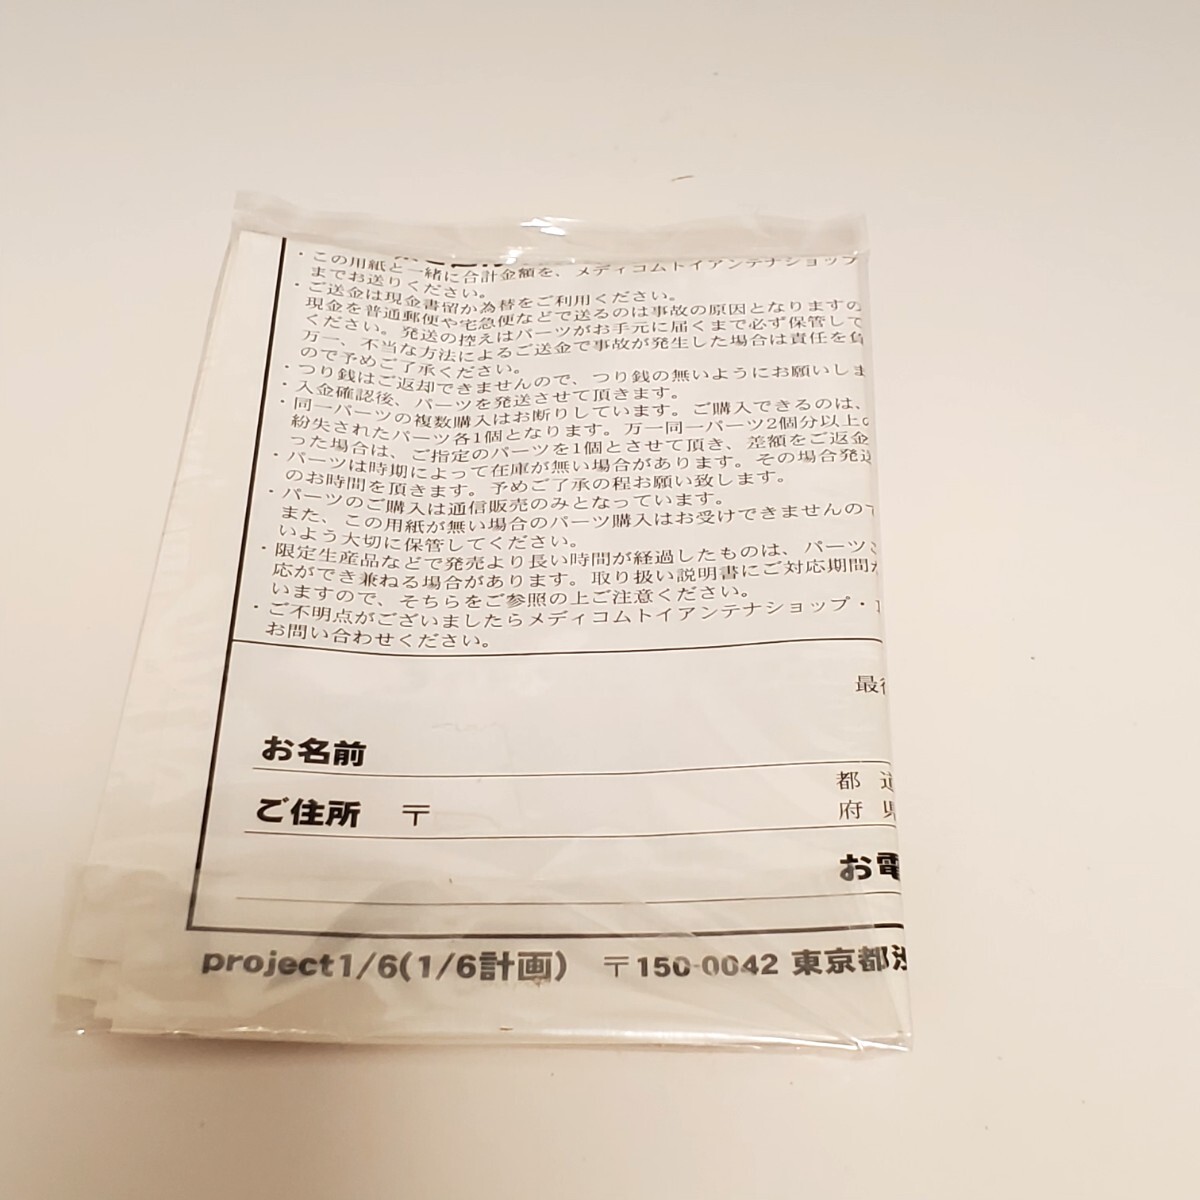 ・この用紙と一緒に合計金額を、メディコムトイアンテナショップ
までお送りください。
・ご送金は現金書留か為替をご利用ください。
現金を普通郵便や宅急便などで送るのは事故の原因となりますの
ください。発送の控えはパーツがお手元に届くまで必ず保管して
万一、不当な方法によるご送金で事故が発生した場合は責任を負
ので予めご了承ください。
・つり銭はご返却できませんので、つり銭の無いようにお願いしま
・入金確認後、パーツを発送させて頂きます。
・同一パーツの複数購入はお断りしています。ご購入できるのは、
紛失されたパーツ各1個となります。万一同一パーツ2個分以上の
った場合は、ご指定のパーツを1個とさせて頂き、差額をご返金
・パーツは時期によって在庫が無い場合があります。その場合発送
のお時間を頂きます。予めご了承の程お願い致します。
・パーツのご購入は通信販売のみとなっています。
また、この用紙が無い場合のパーツ購入はお受けできませんので
いよう大切に保管してください。
・限定生産品などで発売より長い時間が経過したものは、パーツ
応ができ兼ねる場合があります。取り扱い説明書にご対応期間が
いますので、そちらをご参照の上ご注意ください。
・ご不明点がございましたらメディコムトイアンテナショップ・
お問い合わせください。
最
お名前
都 道
ご住所 〒
府 県
お電
project1/6(1/6計画) 〒150-0042 東京都渋